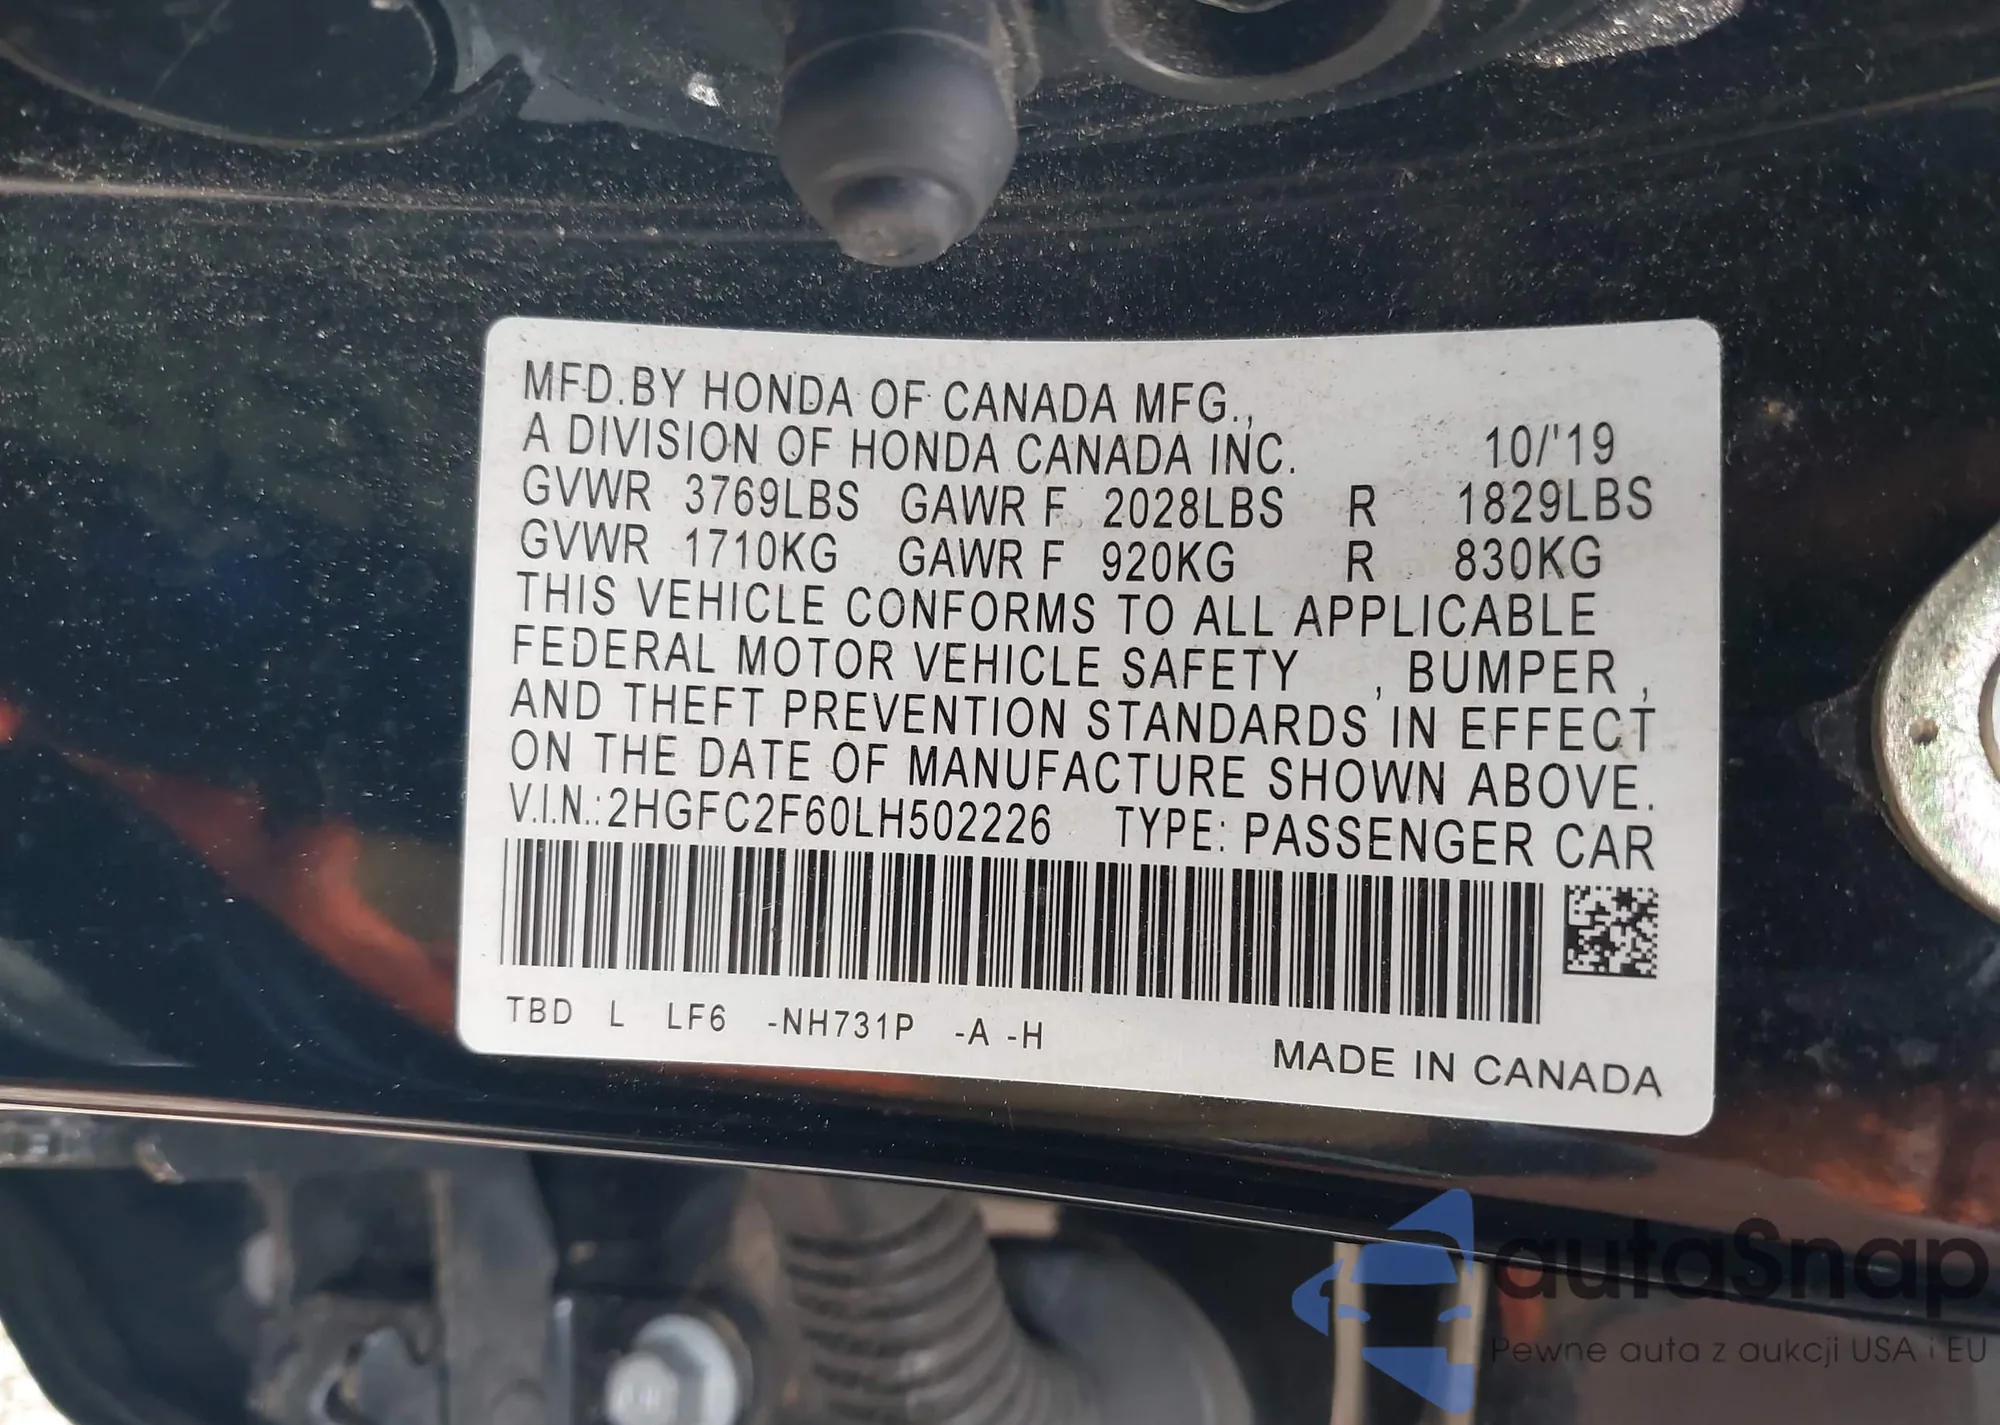 MFD.BY HONDA OF CANADA MFG.,
A DIVISION OF HONDA CANADA INC. 10/'19
GVWR 3769LBS GAWR F 2028LBS R 1829LBS
GVWR 1710KG GAWR F 920KG R 830KG
THIS VEHICLE CONFORMS TO ALL APPLICABLE
FEDERAL MOTOR VEHICLE SAFETY , BUMPER ,
AND THEFT PREVENTION STANDARDS IN EFFECT
ON THE DATE OF MANUFACTURE SHOWN ABOVE.
V.I.N.:2HGFC2F60LH502226 TYPE: PASSENGER CAR
TBD L LF6 -NH731P -A -H
MADE IN CANADA
autaSnap
Pewne auta z aukcji USA i EU